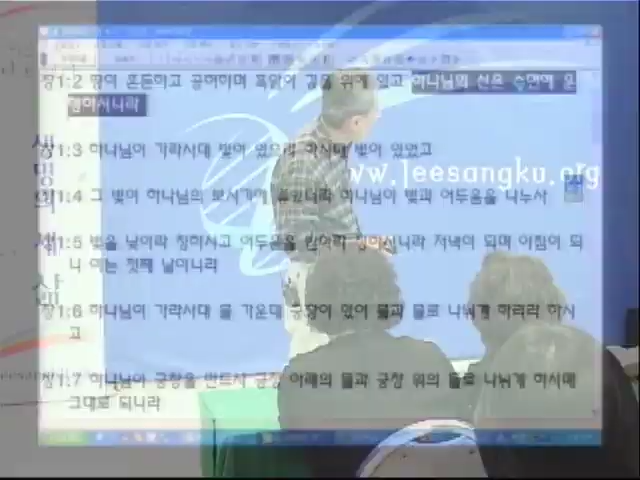 창1:2 땅이 혼돈하고 공허하며 흑암이 깊음 위에 있고 하나님의 신은 수면에 운
행하시니라
창1:3 하나님이 가라사대 빛이 있으라 하시매 빛이 있었고
www.leesangku.org
창1:4 그 빛이 하나님의 보시기에 좋았더라 하나님이 빛과 어두움을 나누사
창1:5 빛을 낮이라 칭하시고 어두움을 밤이라 칭하시니라 저녁이 되며 아침이 되
니 이는 첫째 날이니라
창1:6 하나님이 가라사대 물 가운데 궁창이 있어 물과 물로 나뉘게 하리라 하시
고
창1:7 하나님이 궁창을 만드사 궁창 아래의 물과 궁창 위의 물로 나뉘게 하시매
그대로 되니라